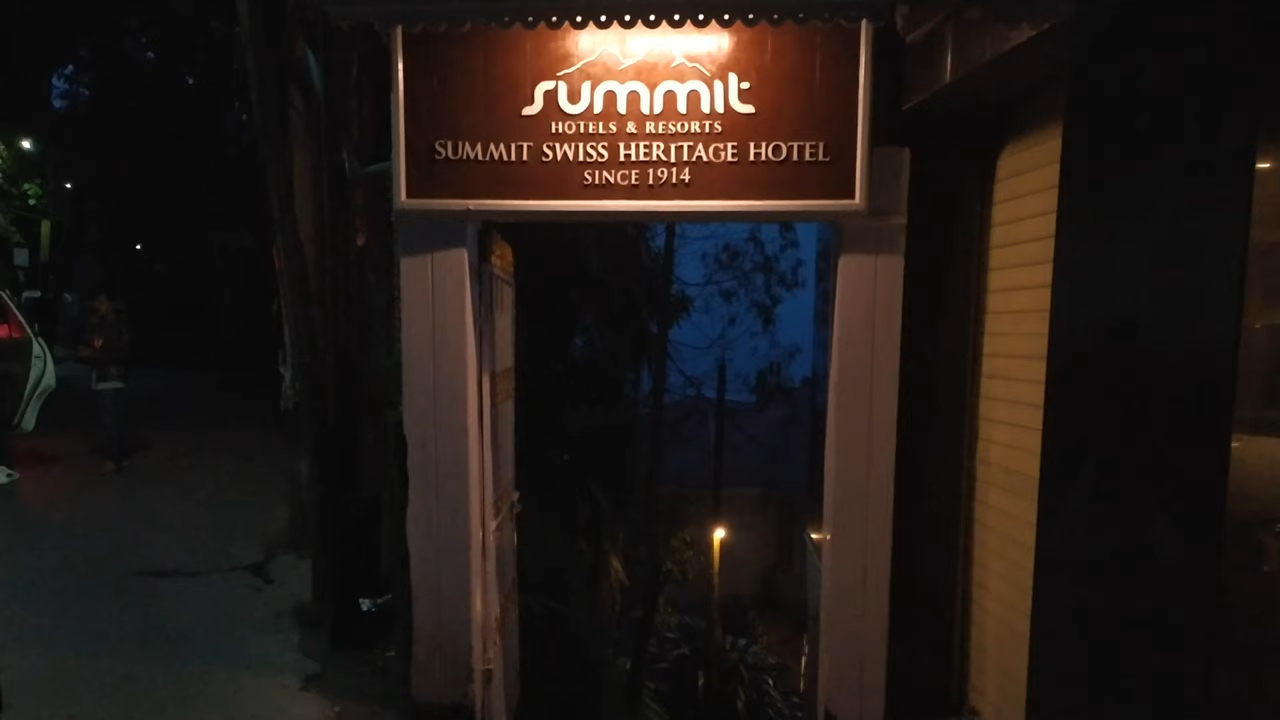 summit
HOTELS & RESORTS
SUMMIT SWISS HERITAGE HOTEL
SINCE 1914